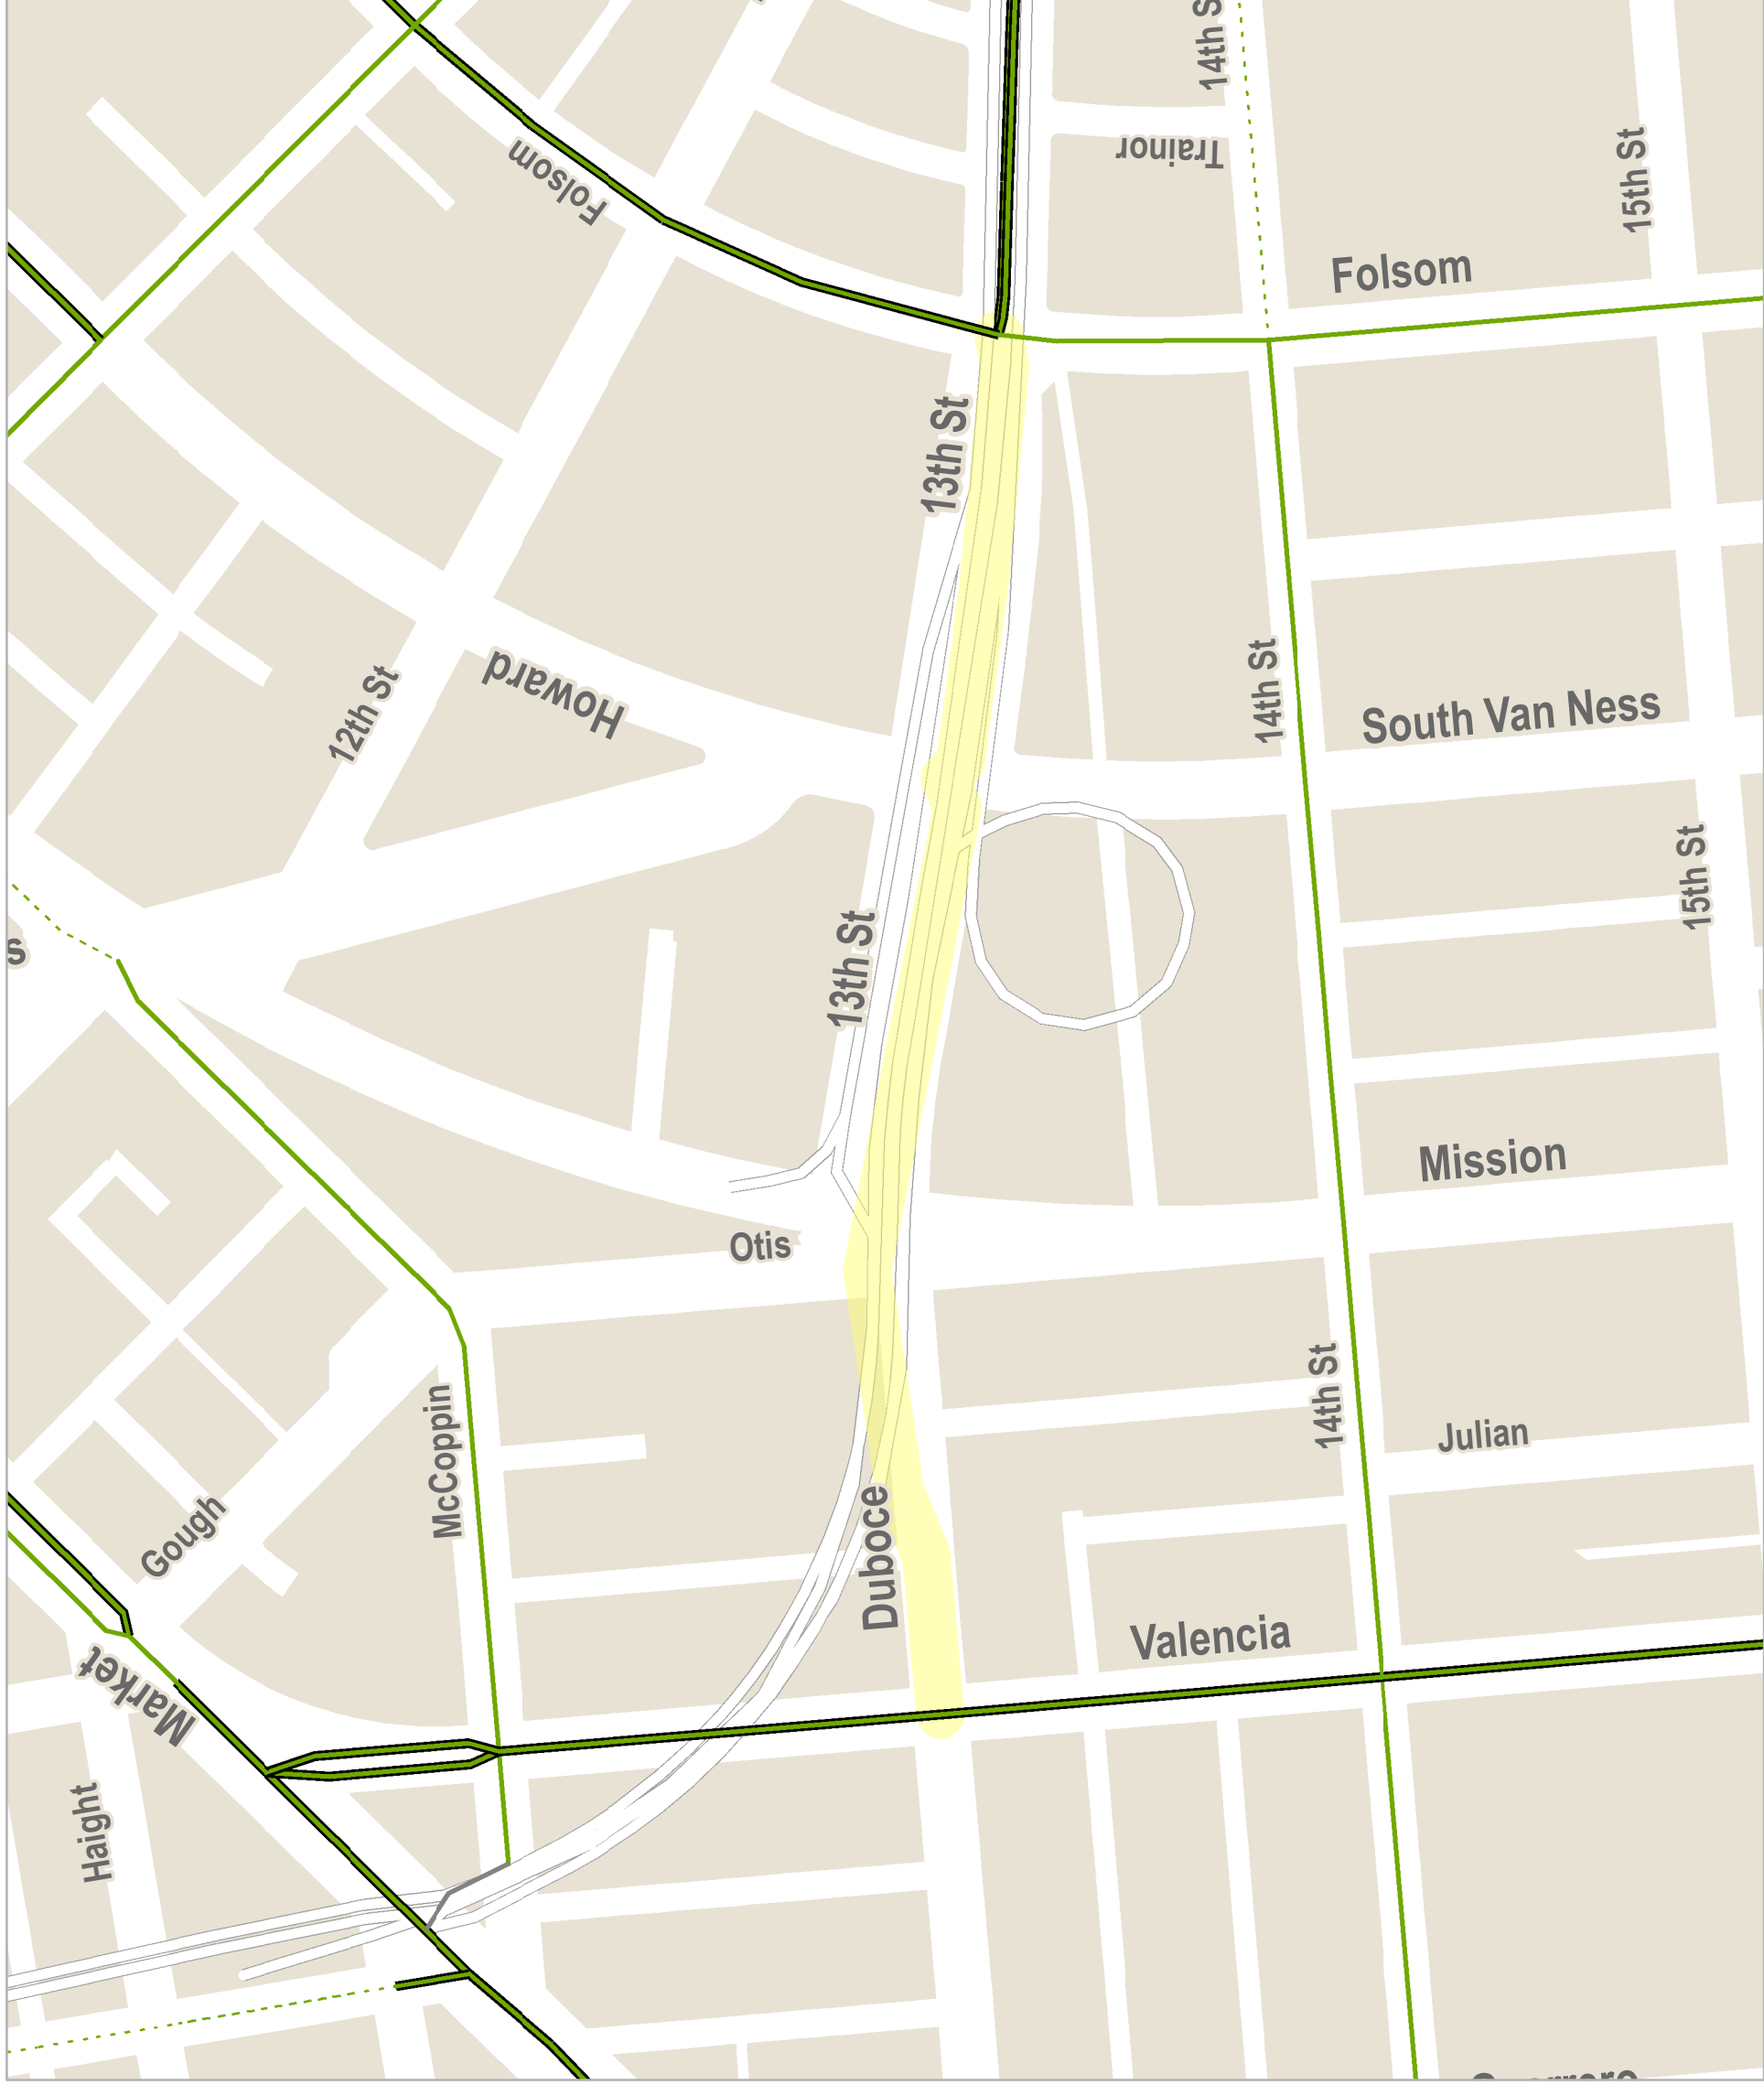 14th S
Trainor
15th St
Folsom
Folsom
13th St
14th St
12th St
Howard
South Van Ness
15th St
s
13th St
Mission
Otis
14th St
McCoppin
Julian
Gough
Duboce
Valencia
Market
Haight